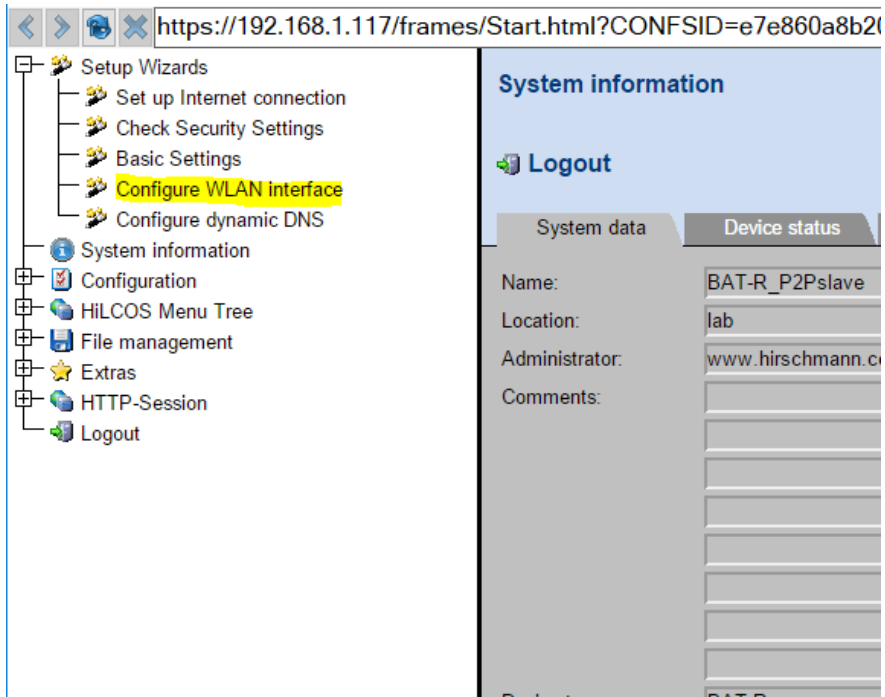 https://192.168.1.117/frames/Start.html?CONFSID=e7e860a8b20
Setup Wizards
Set up Internet connection
Check Security Settings
Basic Settings
Configure WLAN interface
Configure dynamic DNS
System information
Configuration
HiLCOS Menu Tree
File management
Extras
HTTP-Session
Logout
System information
Logout
System data Device status
Name: BAT-R_P2Pslave
Location: lab
Administrator: www.hirschmann.co
Comments: